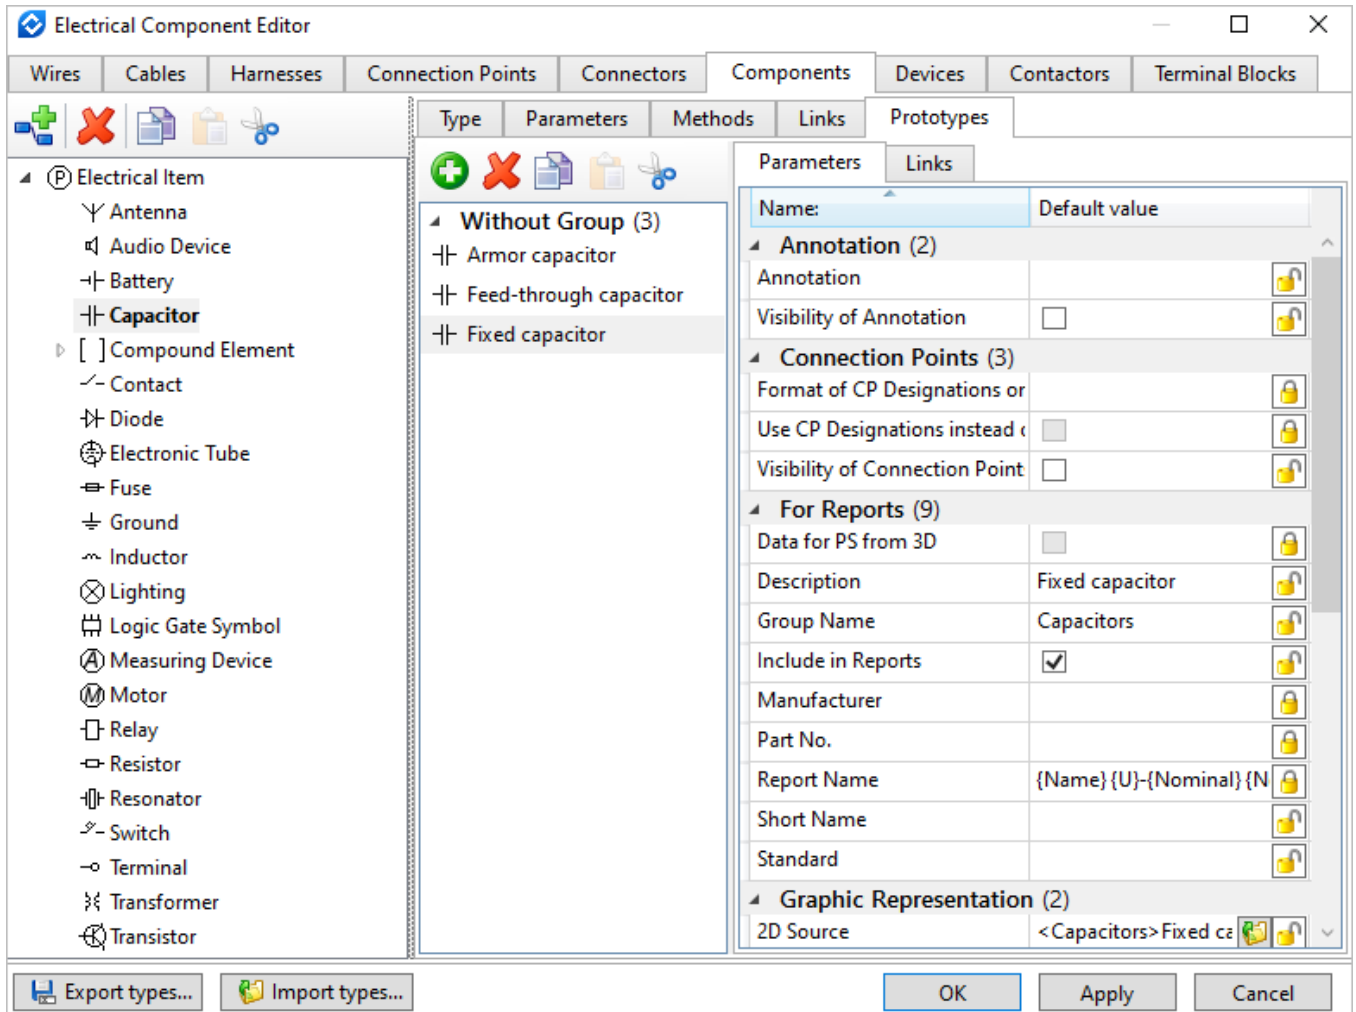 Electrical Component Editor
Wires Cables Harnesses Connection Points Connectors Components Devices Contactors Terminal Blocks
Type Parameters Methods Links Prototypes
Parameters Links
Electrical Item
Antenna
Audio Device
Battery
Capacitor
[ ] Compound Element
Contact
Diode
Electronic Tube
Fuse
Ground
Inductor
Lighting
Logic Gate Symbol
Measuring Device
Motor
Relay
Resistor
Resonator
Switch
Terminal
Transformer
Transistor
Without Group (3)
Armor capacitor
Feed-through capacitor
Fixed capacitor
Name: Default value
Annotation (2)
Annotation
Visibility of Annotation
Connection Points (3)
Format of CP Designations or
Use CP Designations instead
Visibility of Connection Point
For Reports (9)
Data for PS from 3D
Description Fixed capacitor
Group Name Capacitors
Include in Reports
Manufacturer
Part No.
Report Name {Name} {U}-{Nominal} {N
Short Name
Standard
Graphic Representation (2)
2D Source <Capacitors>Fixed ca
Export types... Import types... OK Apply Cancel